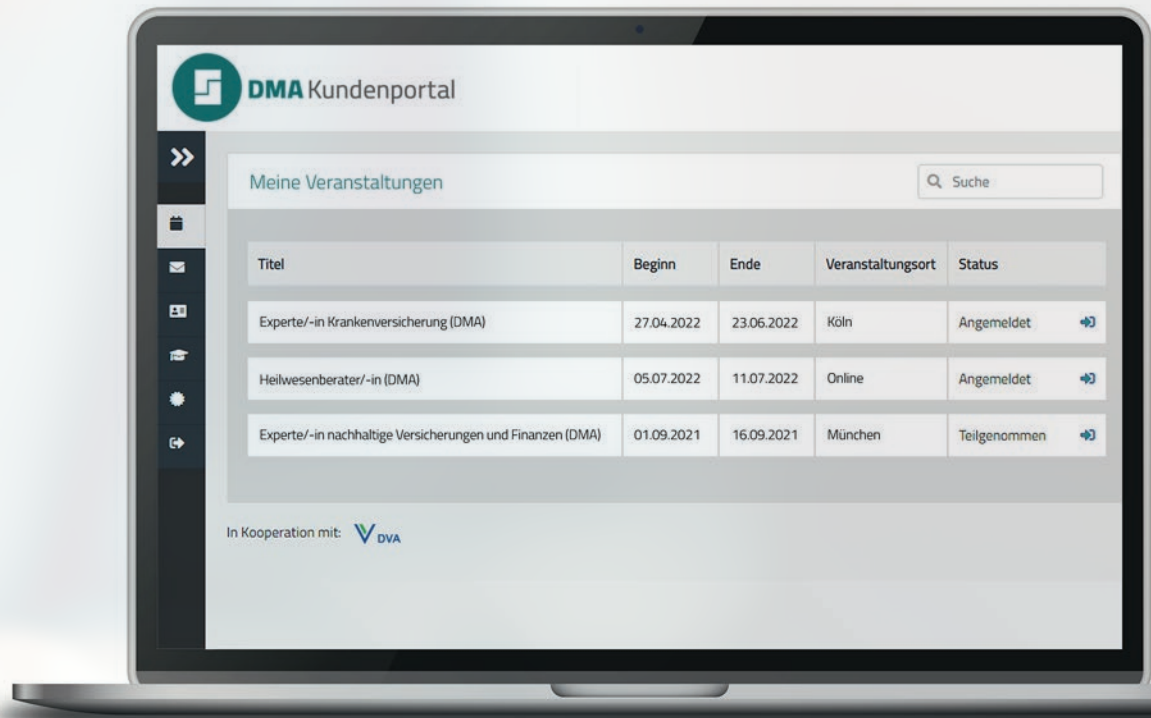 DMA Kundenportal
Meine Veranstaltungen
Suche
Titel Beginn Ende Veranstaltungsort Status
Experte/-in Krankenversicherung (DMA) 27.04.2022 23.06.2022 Köln Angemeldet
Heilwesenberater/-in (DMA) 05.07.2022 11.07.2022 Online Angemeldet
Experte/-in nachhaltige Versicherungen und Finanzen (DMA) 01.09.2021 16.09.2021 München Teilgenommen
In Kooperation mit: DVA